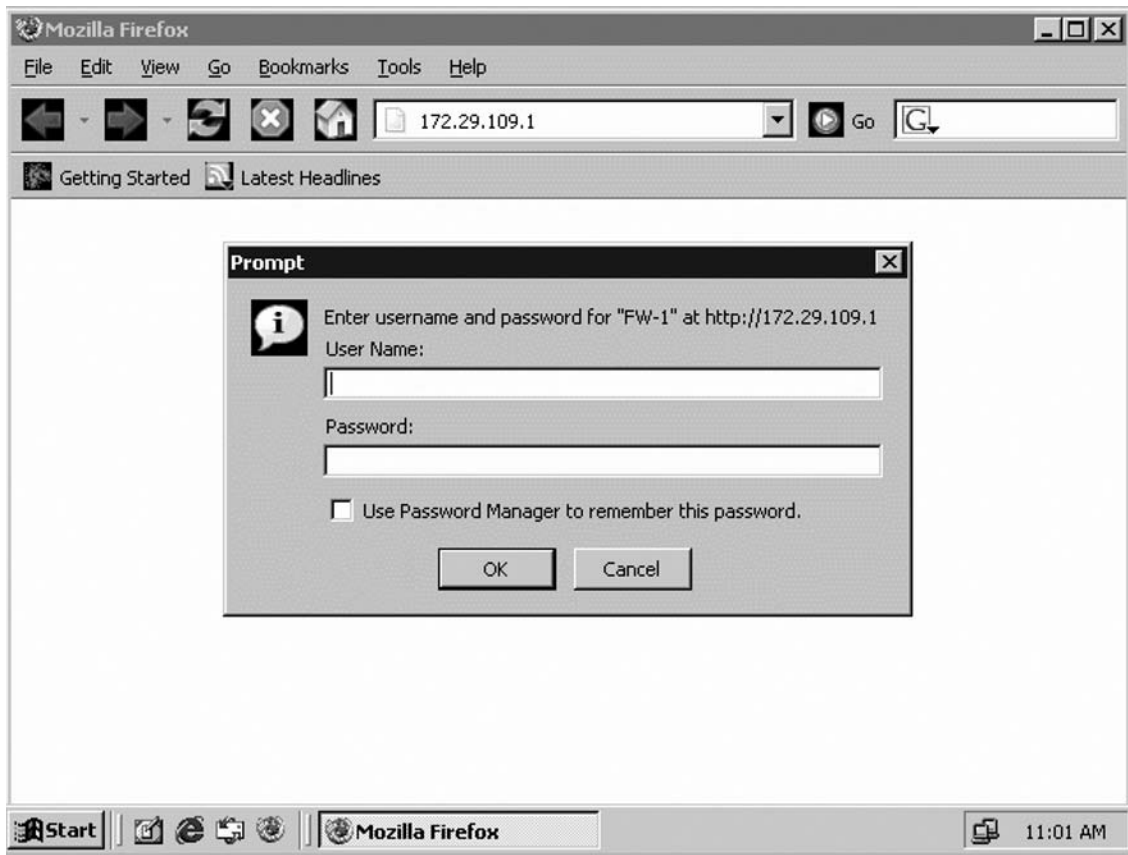 Mozilla Firefox
File Edit View Go Bookmarks Tools Help
172.29.109.1 Go G
Getting Started Latest Headlines
Prompt
Enter username and password for "FW-1" at http://172.29.109.1
User Name:
Password:
Use Password Manager to remember this password.
OK Cancel
Start Mozilla Firefox 11:01 AM